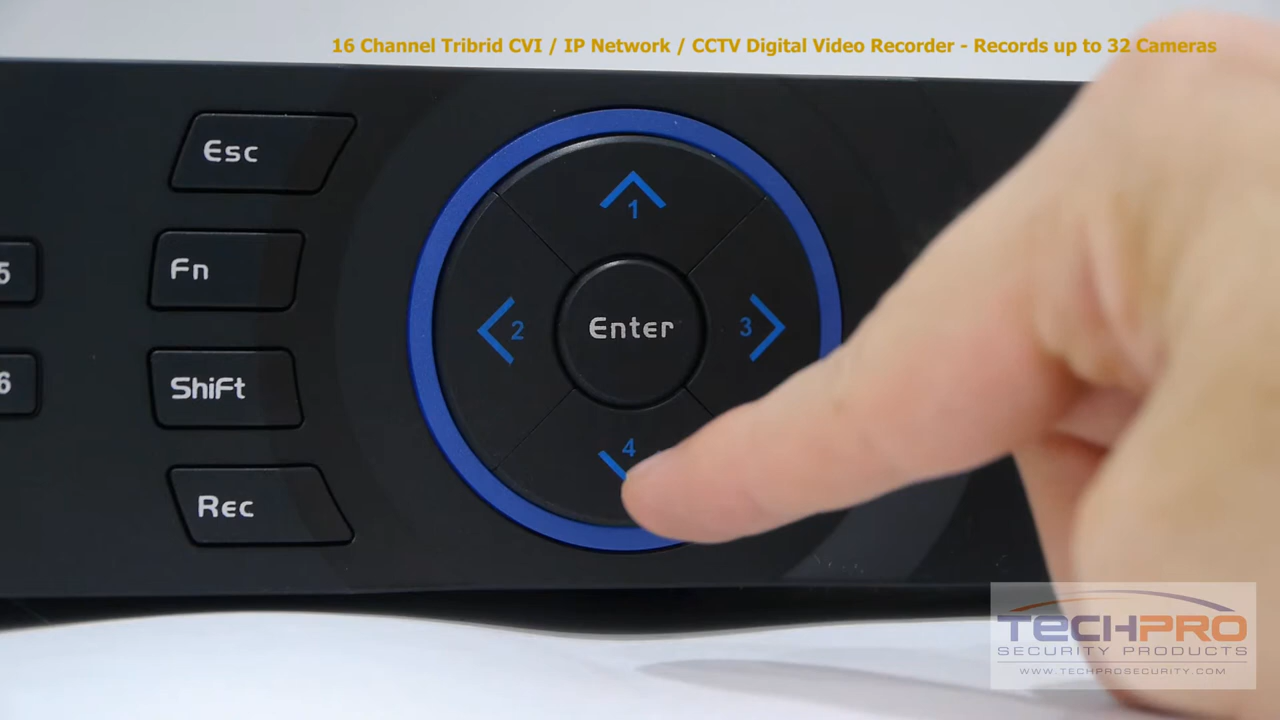 16 Channel Tribrid CVI / IP Network / CCTV Digital Video Recorder - Records up to 32 Cameras
Esc
1
Fn
5
2
Enter
3
6
Shift
4
Rec
TECHPRO
SECURITY PRODUCTS
WWW.TECHPROSECURITY.COM